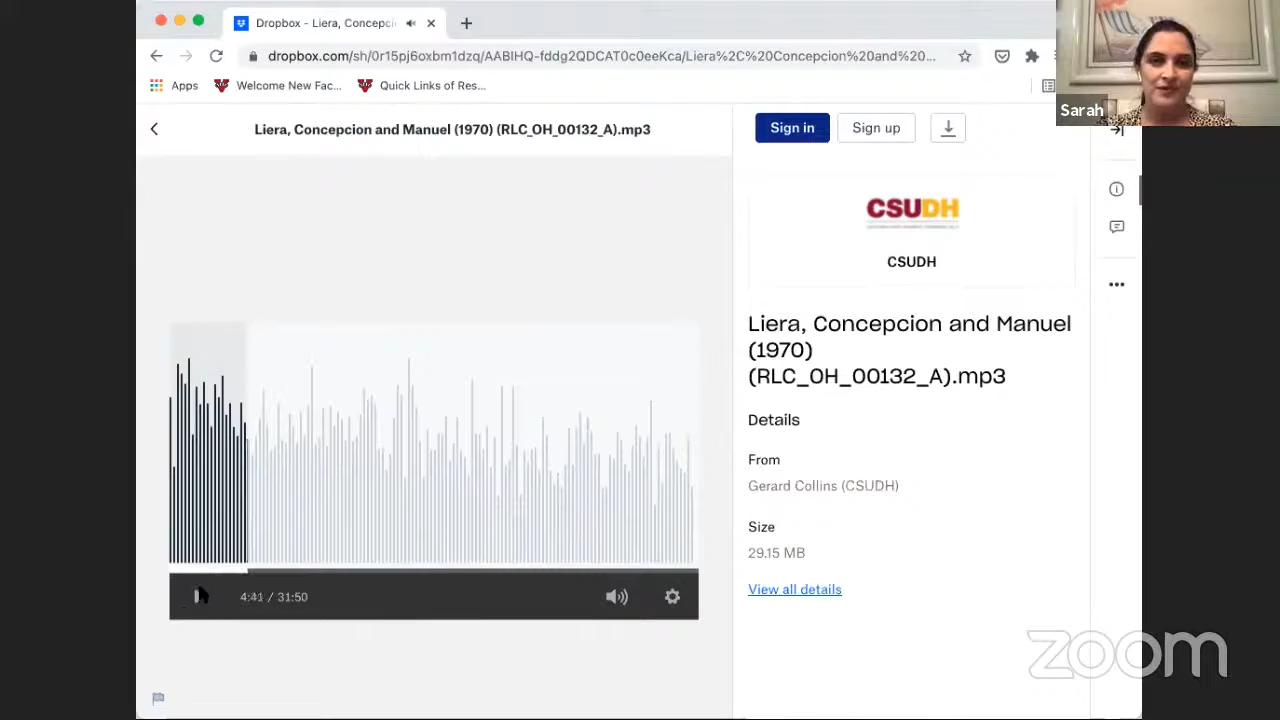 Dropbox - Liera, Concepci
dropbox.com/sh/0r15pj6oxbm1dzq/AABIHQ-fddg2QDCAT0c0eeKca/Liera%2C%20Concepcion%20and%20...
Apps
Welcome New Fac...
Quick Links of Res...
Sarah
Liera, Concepcion and Manuel (1970) (RLC_OH_00132_A).mp3
Sign in
Sign up
CSUDH
CSUDH
Liera, Concepcion and Manuel
(1970)
(RLC_OH_00132_A).mp3
Details
From
Gerard Collins (CSUDH)
Size
29.15 MB
View all details
4:41 / 31:50
zoom